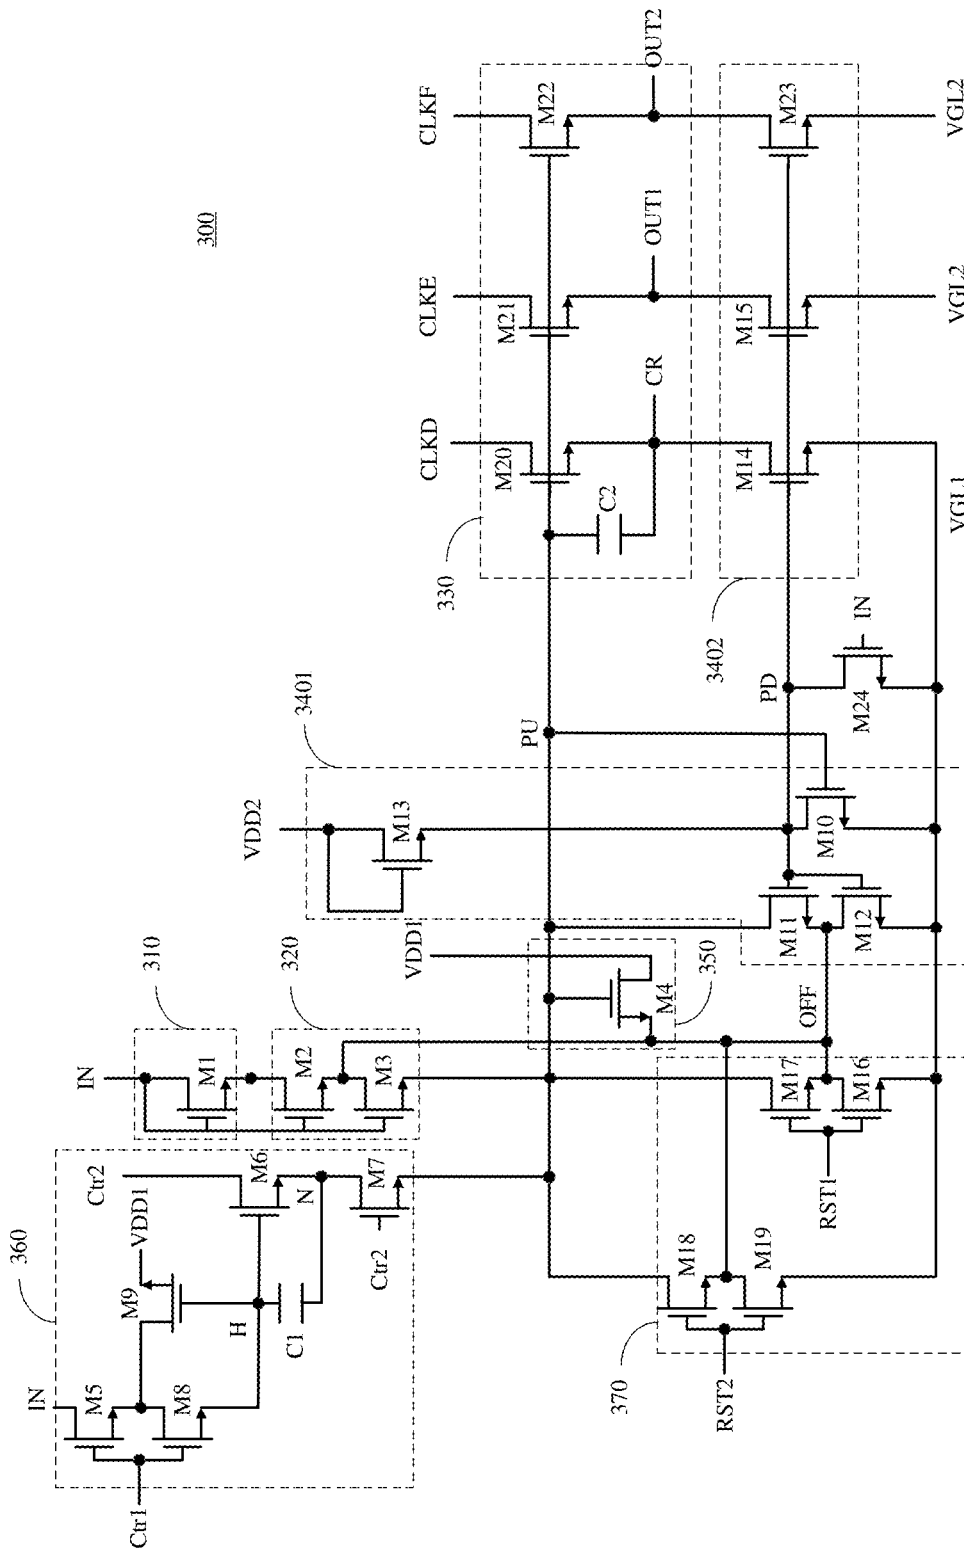 300
CLKF
CLKE
CLKD
OUT2
OUT1
CR
M22
M21
M20
C2
330
M23
M15
M14
3402
VGL2
VGL2
VGL1
IN
M24
PD
PU
3401
VDD2
M13
M10
M11
M12
OFF
VDD1
M4
350
310
320
IN
M1
M2
M3
360
Ctr2
M6
N
M7
Ctr2
VDD1
M9
H
C1
IN
M5
M8
Ctr1
M17
M16
RST1
M18
M19
RST2
370